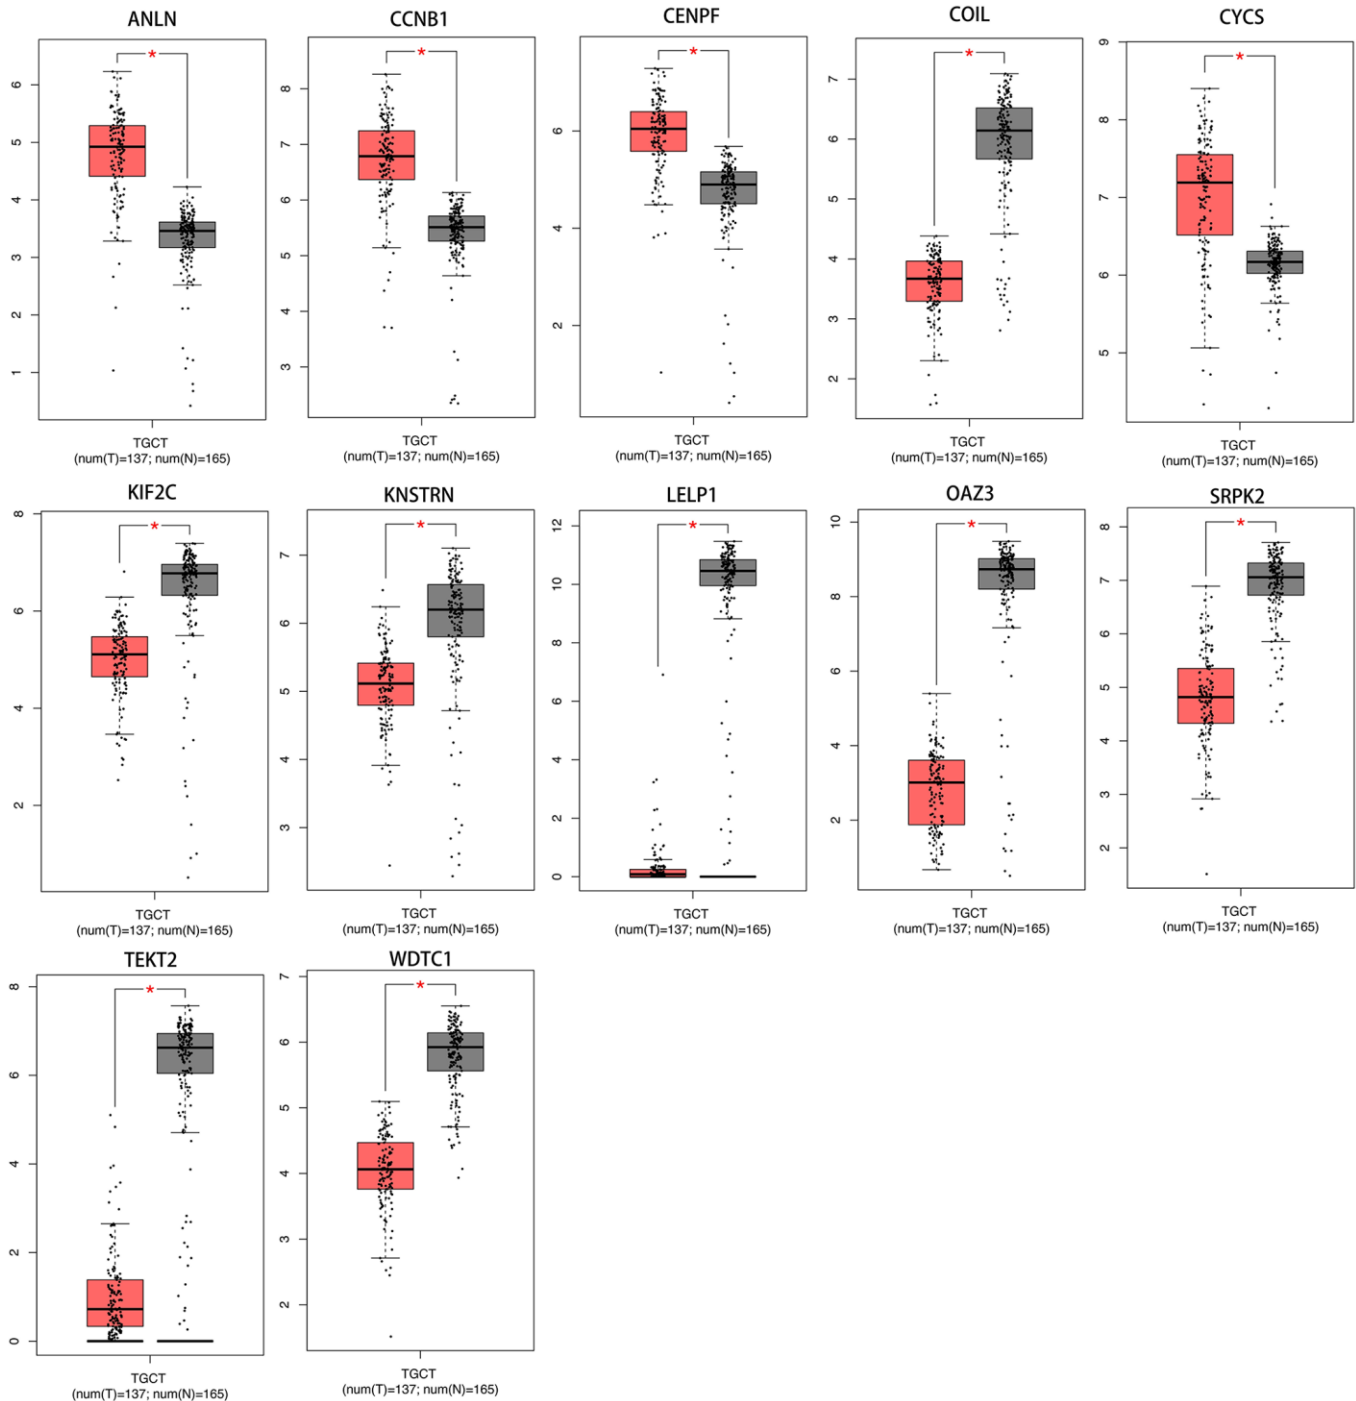 ANLN
CCNB1
CENPF
COIL
CYCS
*
*
*
*
*
1 2 3 4 5 6
3 4 5 6 7 8
2 4 6
2 3 4 5 6 7
5 6 7 8 9
TGCT
(num(T)=137; num(N)=165)
TGCT
(num(T)=137; num(N)=165)
TGCT
(num(T)=137; num(N)=165)
TGCT
(num(T)=137; num(N)=165)
TGCT
(num(T)=137; num(N)=165)
KIF2C
KNSTRN
LELP1
OAZ3
SRPK2
*
*
*
*
*
2 4 6 8
3 4 5 6 7
0 2 4 6 8 10 12
2 4 6 8 10
2 3 4 5 6 7 8
TGCT
(num(T)=137; num(N)=165)
TGCT
(num(T)=137; num(N)=165)
TGCT
(num(T)=137; num(N)=165)
TGCT
(num(T)=137; num(N)=165)
TGCT
(num(T)=137; num(N)=165)
TEKT2
WDTC1
*
*
0 2 4 6 8
2 3 4 5 6 7
TGCT
(num(T)=137; num(N)=165)
TGCT
(num(T)=137; num(N)=165)